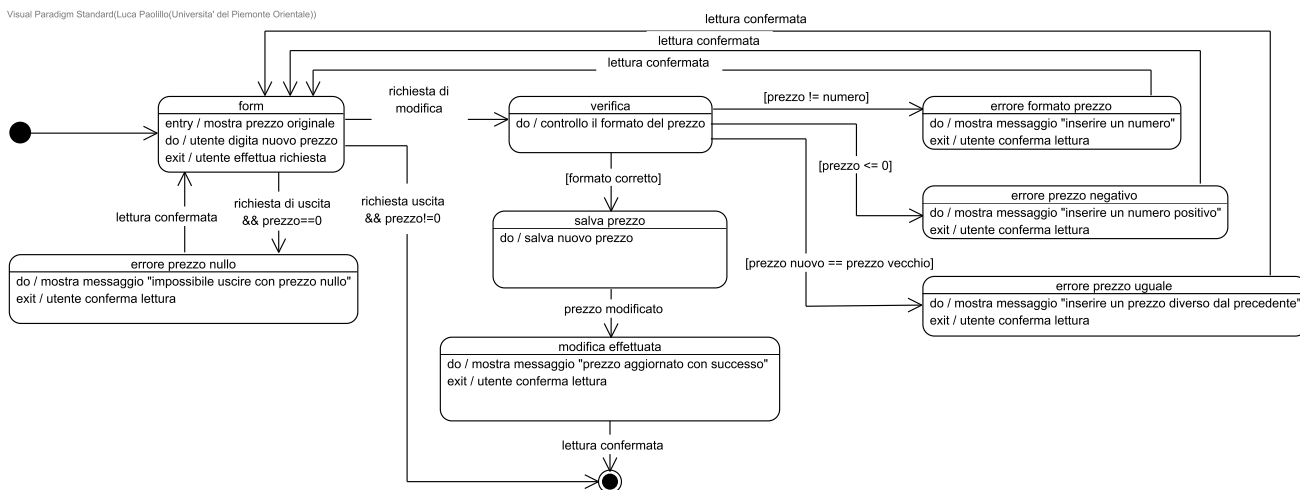 Visual Paradigm Standard(Luca Paolillo(Universita' del Piemonte Orientale))
lettura confermata
lettura confermata
lettura confermata
form
entry / mostra prezzo originale
do / utente digita nuovo prezzo
exit / utente effettua richiesta
richiesta di
modifica
verifica
do / controllo il formato del prezzo
[prezzo != numero]
errore formato prezzo
do / mostra messaggio "inserire un numero"
exit / utente conferma lettura
[prezzo <= 0]
[formato corretto]
lettura confermata
richiesta di uscita
&& prezzo==0
richiesta uscita
&& prezzo!=0
errore prezzo negativo
do / mostra messaggio "inserire un numero positivo"
exit / utente conferma lettura
salva prezzo
do / salva nuovo prezzo
errore prezzo nullo
do / mostra messaggio "impossibile uscire con prezzo nullo"
exit / utente conferma lettura
[prezzo nuovo == prezzo vecchio]
errore prezzo uguale
do / mostra messaggio "inserire un prezzo diverso dal precedente"
exit / utente conferma lettura
prezzo modificato
modifica effettuata
do / mostra messaggio "prezzo aggiornato con successo"
exit / utente conferma lettura
lettura confermata